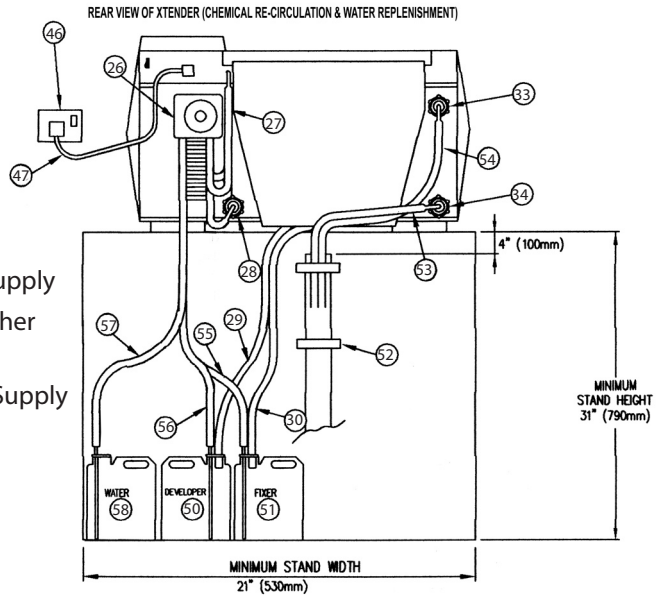 REAR VIEW OF XTENDER (CHEMICAL RE-CIRCULATION & WATER REPLENISHMENT)
46
26
27
33
47
54
34
28
53
4" (100mm)
upply
her
Supply
57
55
29
52
56
30
MINIMUM
STAND HEIGHT
31" (790mm)
WATER
58
DEVELOPER
50
FIXER
51
MINIMUM STAND WIDTH
21" (530mm)